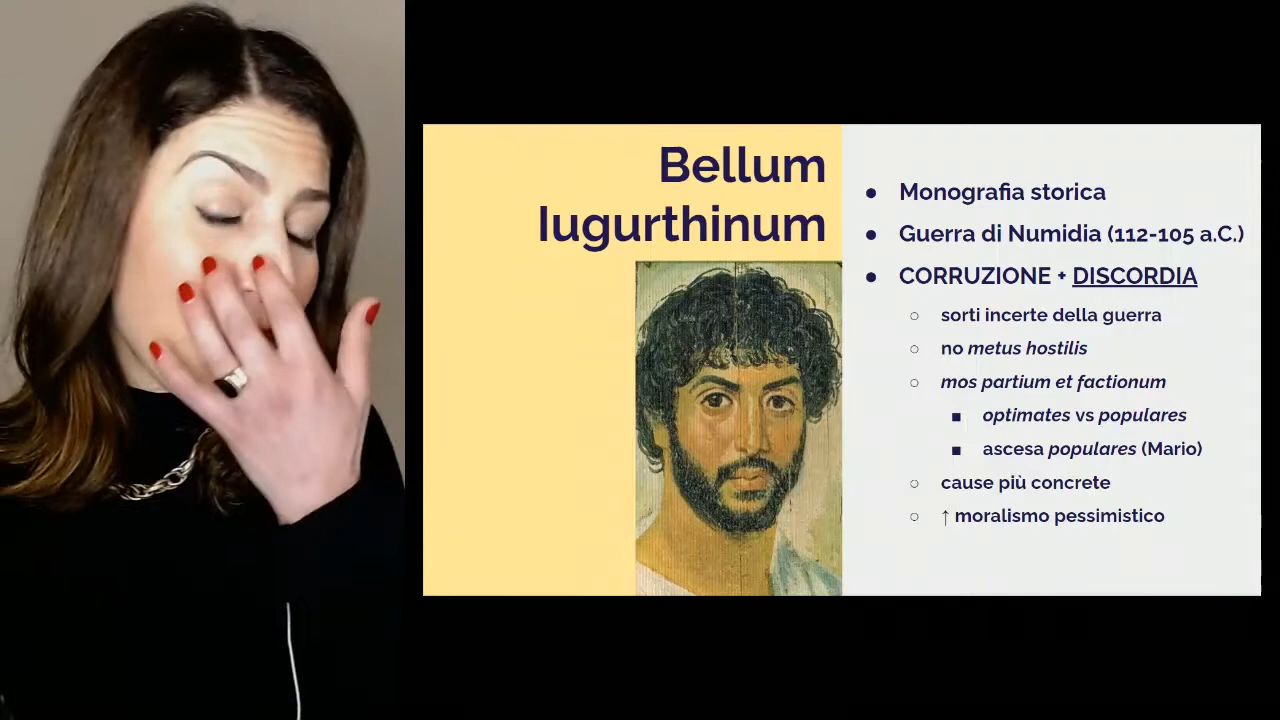 Bellum
Iugurthinum
● Monografia storica
● Guerra di Numidia (112-105 a.C.)
● CORRUZIONE + DISCORDIA
○ sorti incerte della guerra
○ no metus hostilis
○ mos partium et factionum
■ optimates vs populares
■ ascesa populares (Mario)
○ cause più concrete
○ ↑ moralismo pessimistico